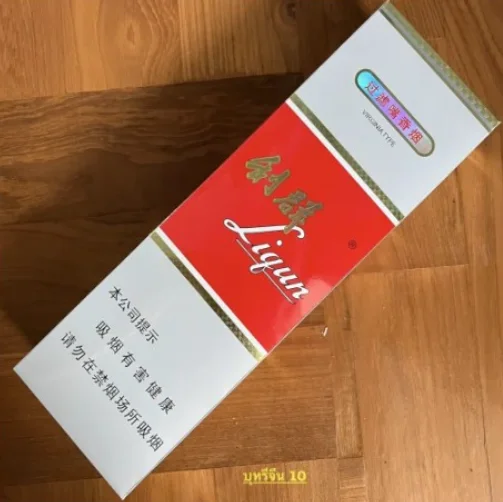 过滤嘴香烟
VIRGINIA TYPE
利群
Liqun
®
本公司提示
吸烟有害健康
请勿在禁烟场所吸烟
บุหรี่จีน 10